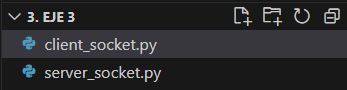 3. EJE 3
client_socket.py
server_socket.py